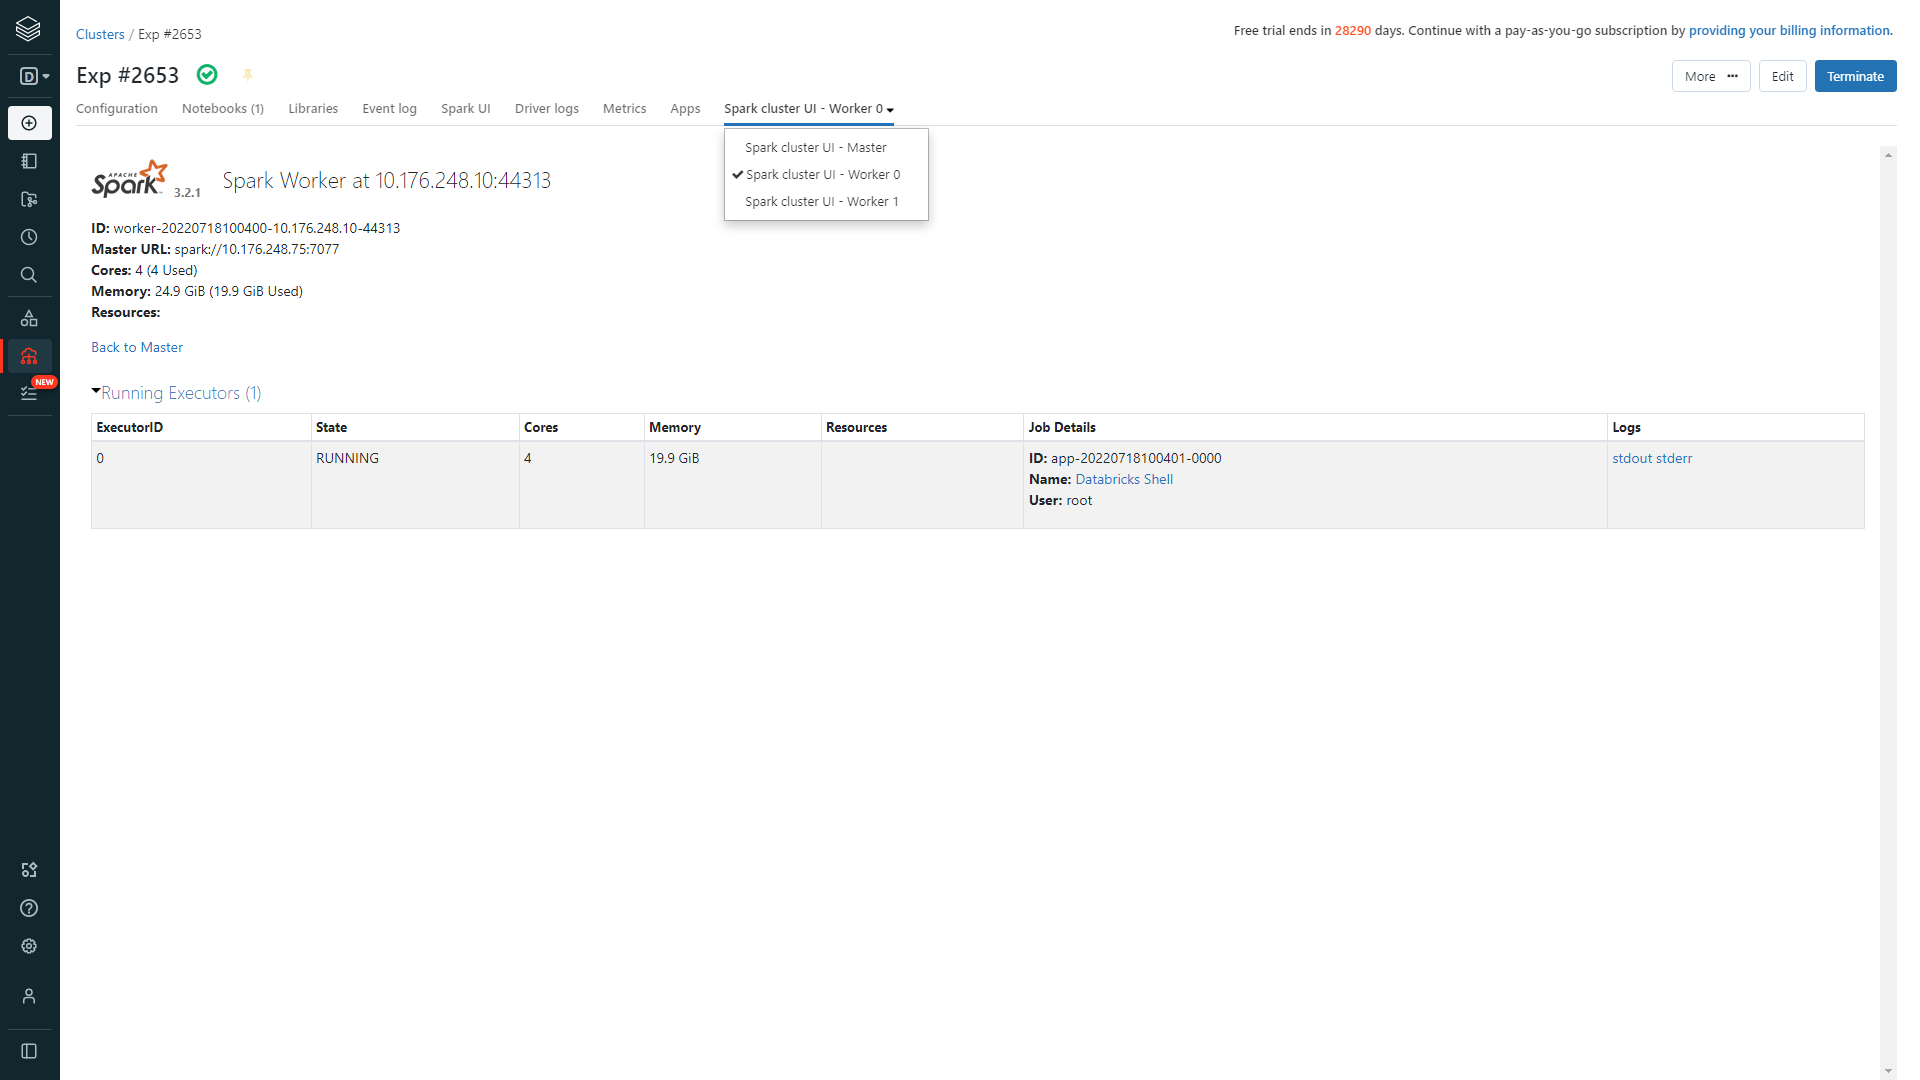 Clusters / Exp #2653
Free trial ends in 28290 days. Continue with a pay-as-you-go subscription by providing your billing information.
D
Exp #2653
More ••• Edit Terminate
Configuration Notebooks (1) Libraries Event log Spark UI Driver logs Metrics Apps Spark cluster UI - Worker 0
Spark cluster UI - Master
Spark cluster UI - Worker 0
Spark cluster UI - Worker 1
APACHE Spark™ 3.2.1 Spark Worker at 10.176.248.10:44313
ID: worker-20220718100400-10.176.248.10-44313
Master URL: spark://10.176.248.75:7077
Cores: 4 (4 Used)
Memory: 24.9 GiB (19.9 GiB Used)
Resources:
Back to Master
NEW
Running Executors (1)
ExecutorID State Cores Memory Resources Job Details Logs
0 RUNNING 4 19.9 GiB ID: app-20220718100401-0000 stdout stderr
Name: Databricks Shell
User: root